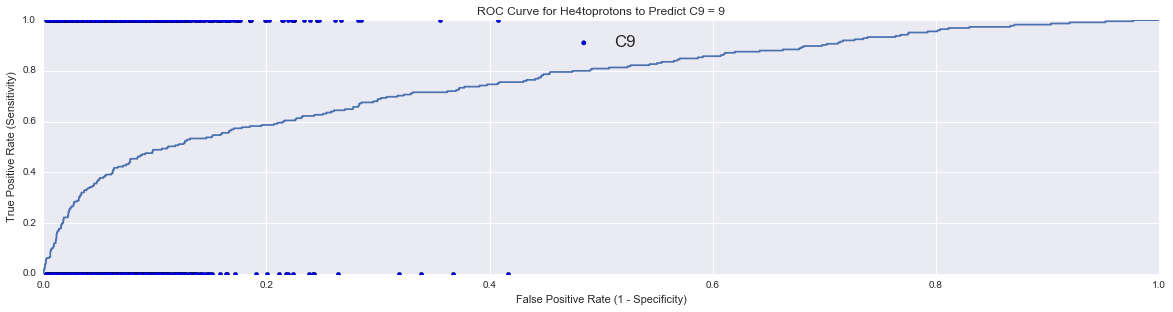 ROC Curve for He4toprotons to Predict C9 = 9
1.0
0.8
0.6
0.4
0.2
0.0
True Positive Rate (Sensitivity)
C9
0.0 0.2 0.4 0.6 0.8 1.0
False Positive Rate (1 - Specificity)